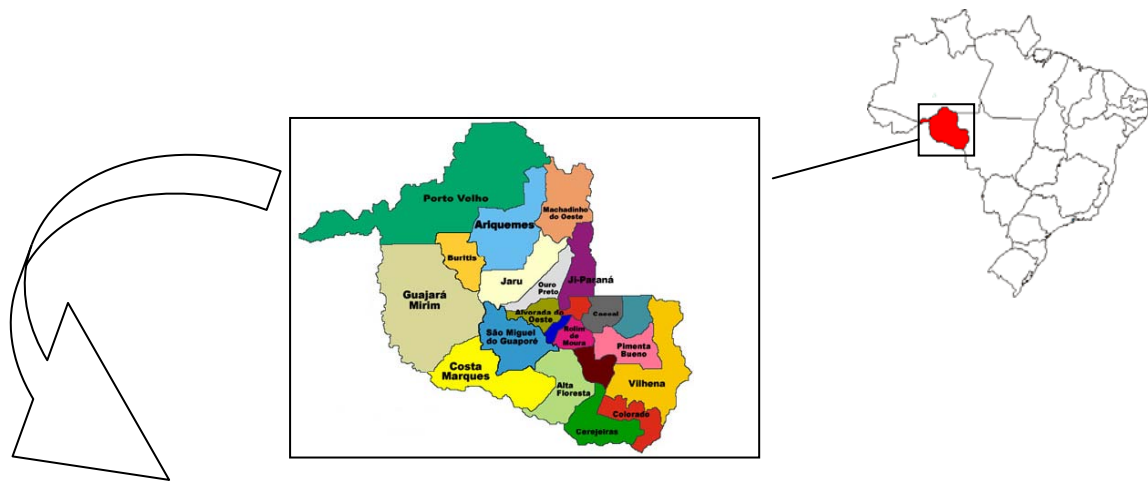 Porto Velho
Machadinho
do Oeste
Ariquemes
Buritis
Jaru
Ouro
Preto
Ji-Paraná
Guajará
Mirim
Alvorada do
Oeste
Cacoal
São Miguel
do Guaporé
Rolim
de
Moura
Pimenta
Bueno
Costa
Marques
Alta
Floresta
Vilhena
Colorado
Cerejeiras